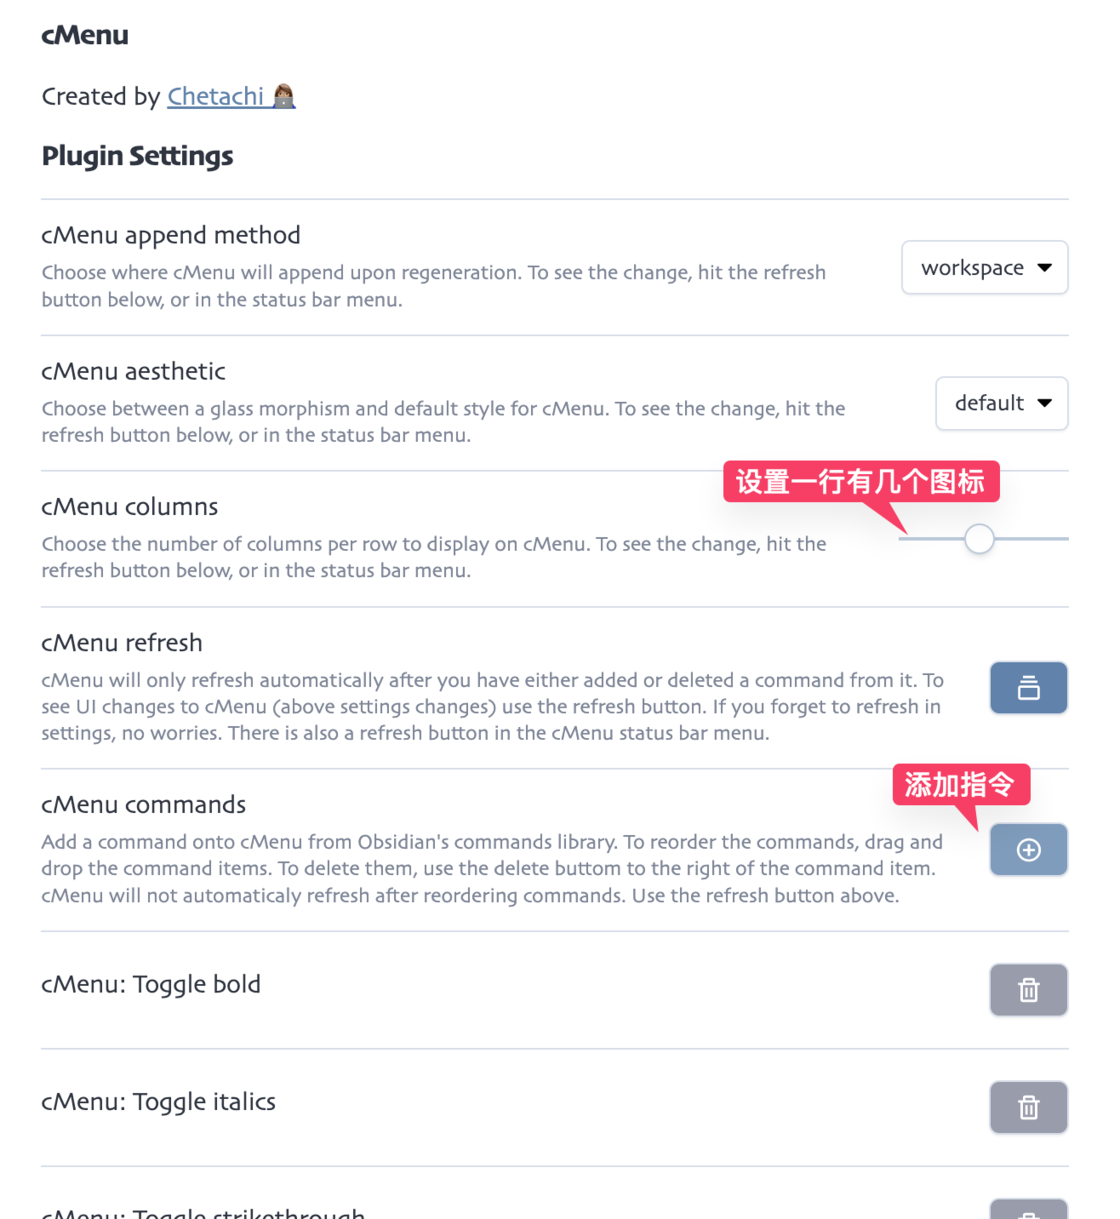 cMenu
Created by Chetachi
Plugin Settings
cMenu append method
Choose where cMenu will append upon regeneration. To see the change, hit the refresh
button below, or in the status bar menu.
workspace
cMenu aesthetic
Choose between a glass morphism and default style for cMenu. To see the change, hit the
refresh button below, or in the status bar menu.
default
设置一行有几个图标
cMenu columns
Choose the number of columns per row to display on cMenu. To see the change, hit the
refresh button below, or in the status bar menu.
cMenu refresh
cMenu will only refresh automatically after you have either added or deleted a command from it. To
see UI changes to cMenu (above settings changes) use the refresh button. If you forget to refresh in
settings, no worries. There is also a refresh button in the cMenu status bar menu.
添加指令
cMenu commands
Add a command onto cMenu from Obsidian's commands library. To reorder the commands, drag and
drop the command items. To delete them, use the delete buttom to the right of the command item.
cMenu will not automaticaly refresh after reordering commands. Use the refresh button above.
cMenu: Toggle bold
cMenu: Toggle italics
cMenu: Toggle strikethrough